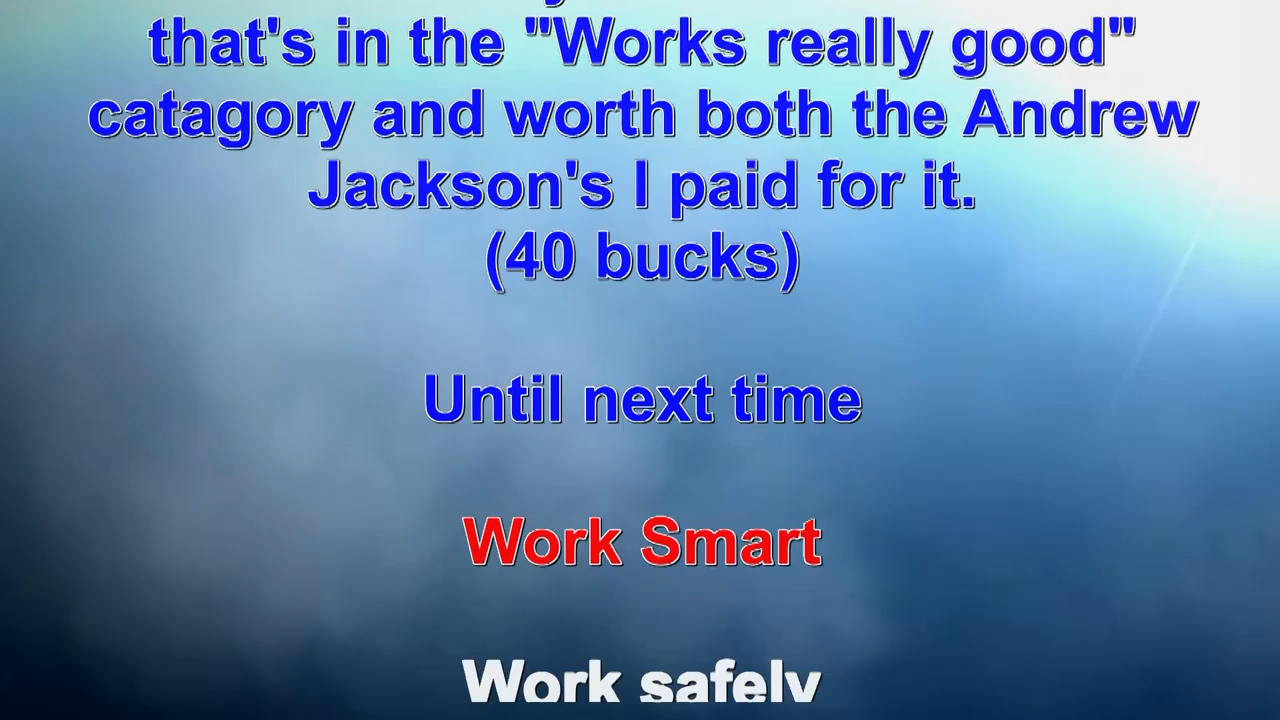 that's in the "Works really good"
catagory and worth both the Andrew
Jackson's I paid for it.
(40 bucks)
Until next time
Work Smart
Work safely